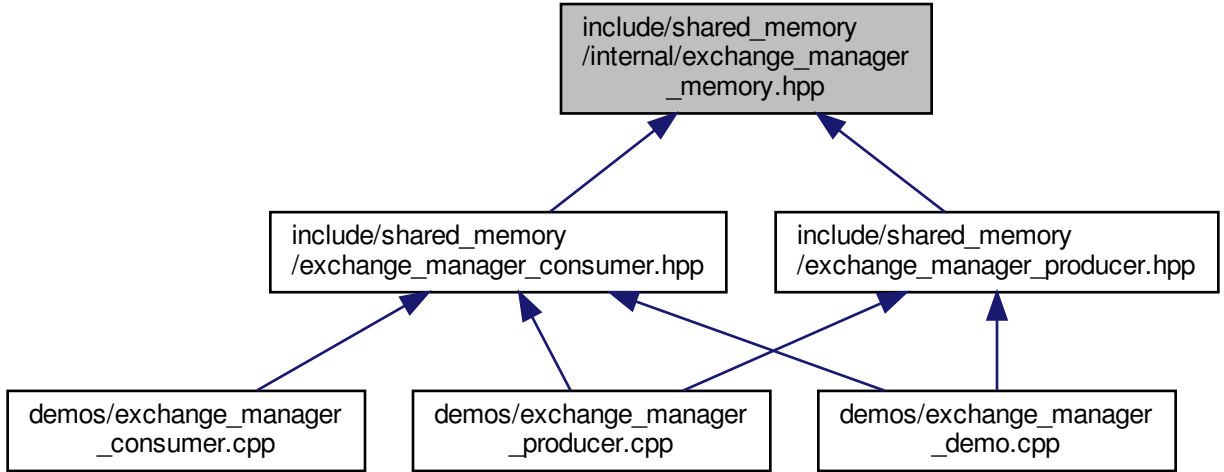 include/shared_memory
/internal/exchange_manager
_memory.hpp
include/shared_memory
/exchange_manager_consumer.hpp
include/shared_memory
/exchange_manager_producer.hpp
demos/exchange_manager
_consumer.cpp
demos/exchange_manager
_producer.cpp
demos/exchange_manager
_demo.cpp